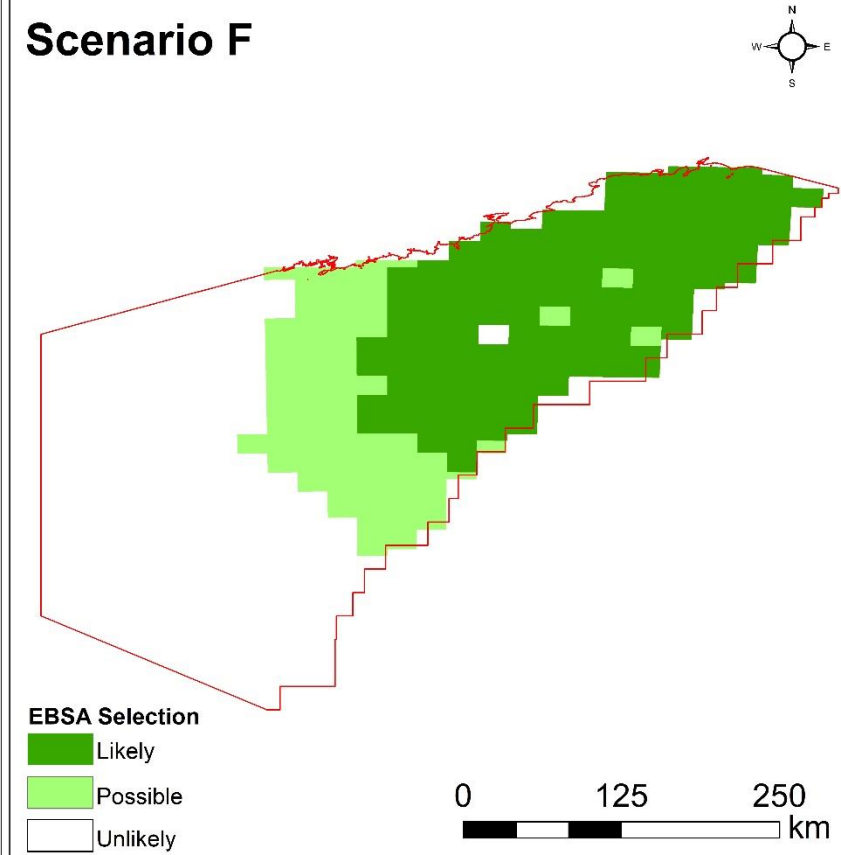 Scenario F
N
W E
S
EBSA Selection
Likely
Possible
Unlikely
0 125 250
km